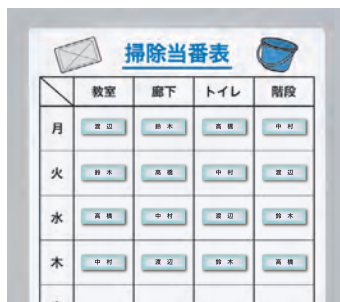 掃除当番表
教室 廊下 トイレ 階段
月 渡辺 鈴木 高橋 中村
火 鈴木 高橋 中村 渡辺
水 高橋 中村 渡辺 鈴木
木 中村 渡辺 鈴木 高橋